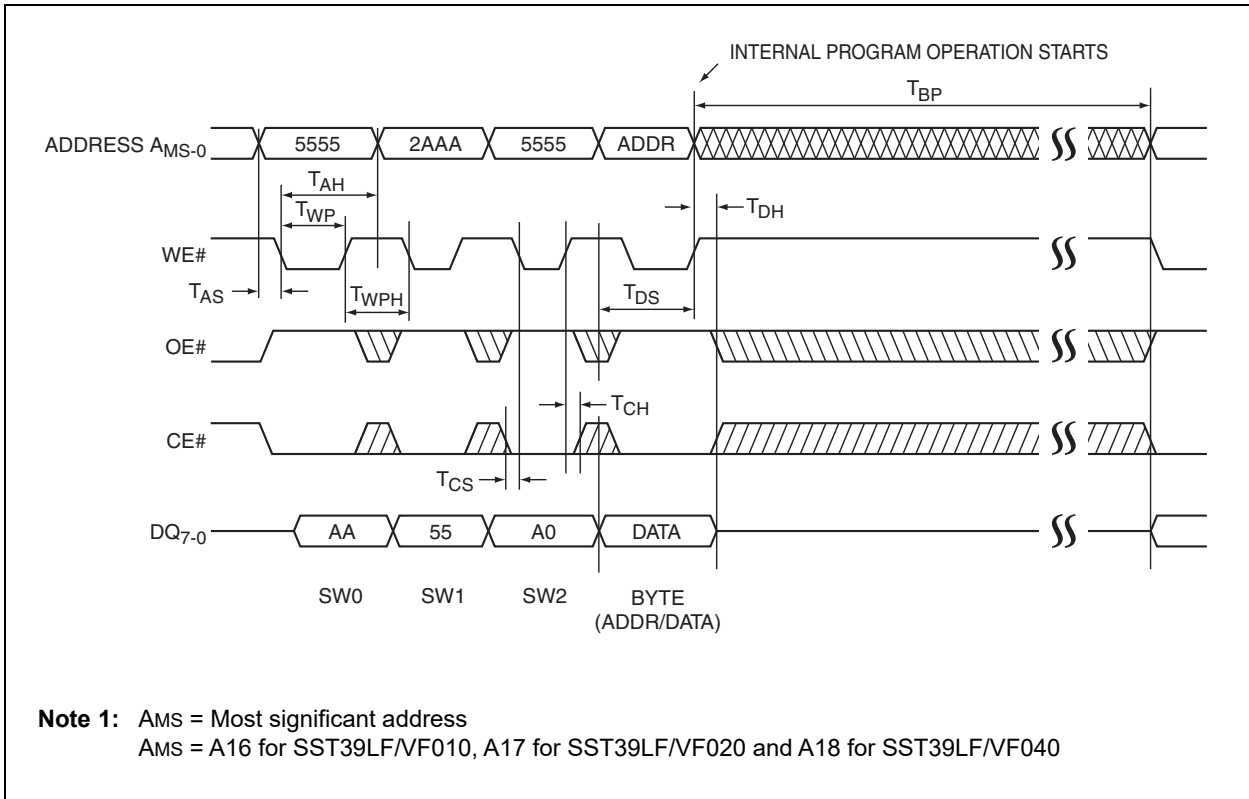 INTERNAL PROGRAM OPERATION STARTS
TBP
ADDRESS AMS-0
5555 2AAA 5555 ADDR
TAH
TWP
TDH
WE#
TAS
TWPH
TDS
OE#
TCH
CE#
TCS
DQ7-0
AA 55 A0 DATA
SW0 SW1 SW2 BYTE
(ADDR/DATA)
Note 1: AMS = Most significant address
AMS = A16 for SST39LF/VF010, A17 for SST39LF/VF020 and A18 for SST39LF/VF040